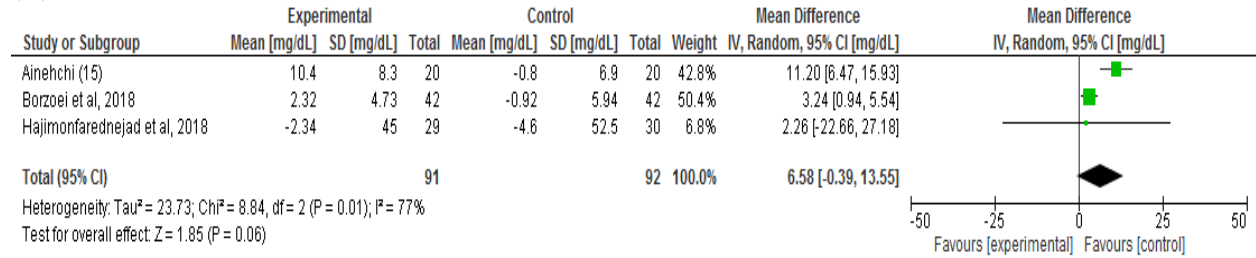 Experimental Control Mean Difference Mean Difference
Study or Subgroup Mean [mg/dL] SD [mg/dL] Total Mean [mg/dL] SD [mg/dL] Total Weight IV, Random, 95% CI [mg/dL] IV, Random, 95% CI [mg/dL]
Ainehchi (15) 10.4 8.3 20 -0.8 6.9 20 42.8% 11.20 [6.47, 15.93]
Borzoei et al, 2018 2.32 4.73 42 -0.92 5.94 42 50.4% 3.24 [0.94, 5.54]
Hajimonfarednejad et al, 2018 -2.34 45 29 -4.6 52.5 30 6.8% 2.26 [-22.66, 27.18]
Total (95% CI) 91 92 100.0% 6.58 [-0.39, 13.55]
Heterogeneity: Tau² = 23.73; Chi² = 8.84, df = 2 (P = 0.01); I² = 77%
Test for overall effect: Z = 1.85 (P = 0.06)
-50 -25 0 25 50
Favours [experimental] Favours [control]